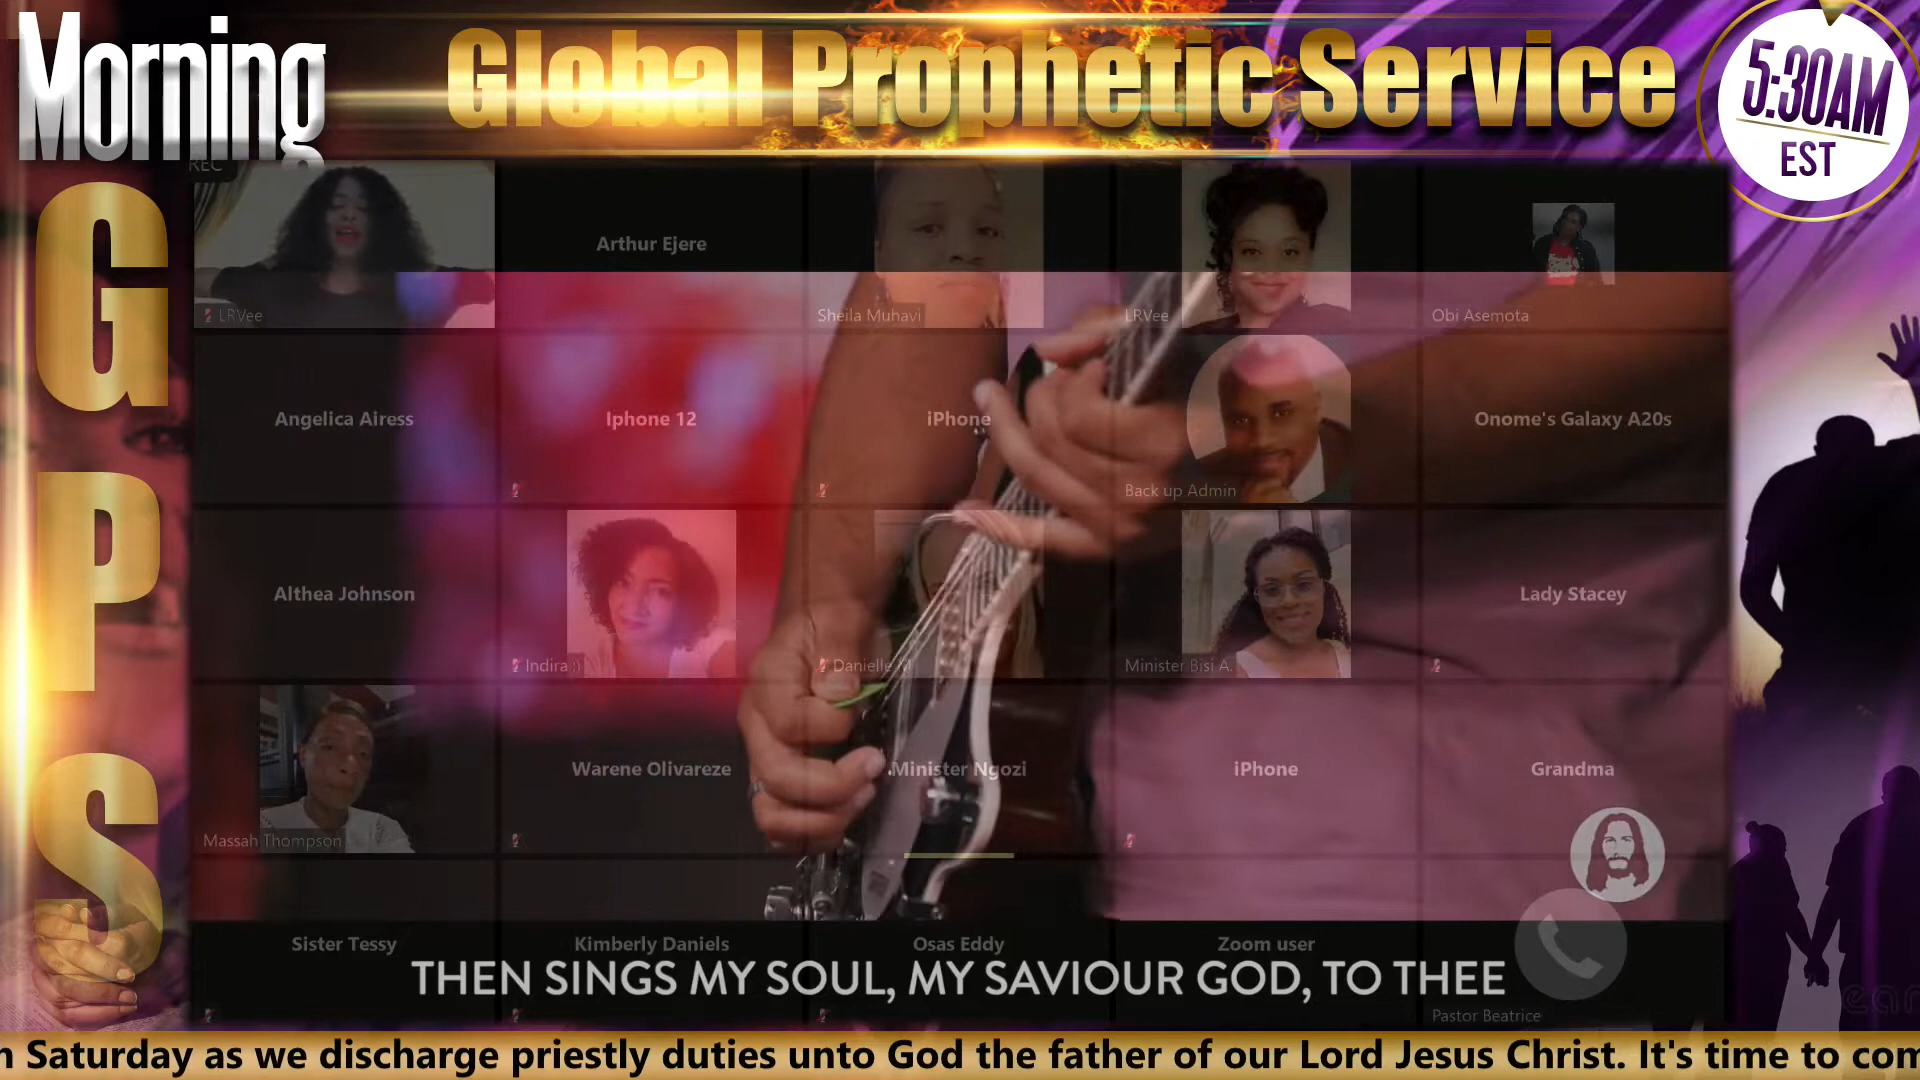 Morning
Global Prophetic Service
5:30AM
EST
REC
G
P
S
Arthur Ejere
LRVee
Sheila Muhavi
LRVee
Obi Asemota
Angelica Airess
Iphone 12
iPhone
Onome's Galaxy A20s
Back up Admin
Althea Johnson
Lady Stacey
Indira :)
Danielle M
Minister Bisi A.
Warene Olivareze
Minister Ngozi
iPhone
Grandma
Massah Thompson
Sister Tessy
Kimberly Daniels
Osas Eddy
Zoom user
THEN SINGS MY SOUL, MY SAVIOUR GOD, TO THEE
Pastor Beatrice
n Saturday as we discharge priestly duties unto God the father of our Lord Jesus Christ. It's time to com